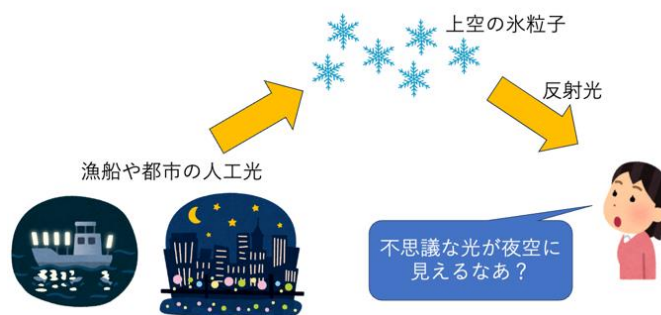 上空の氷粒子
反射光
漁船や都市の人工光
不思議な光が夜空に
見えるなあ？